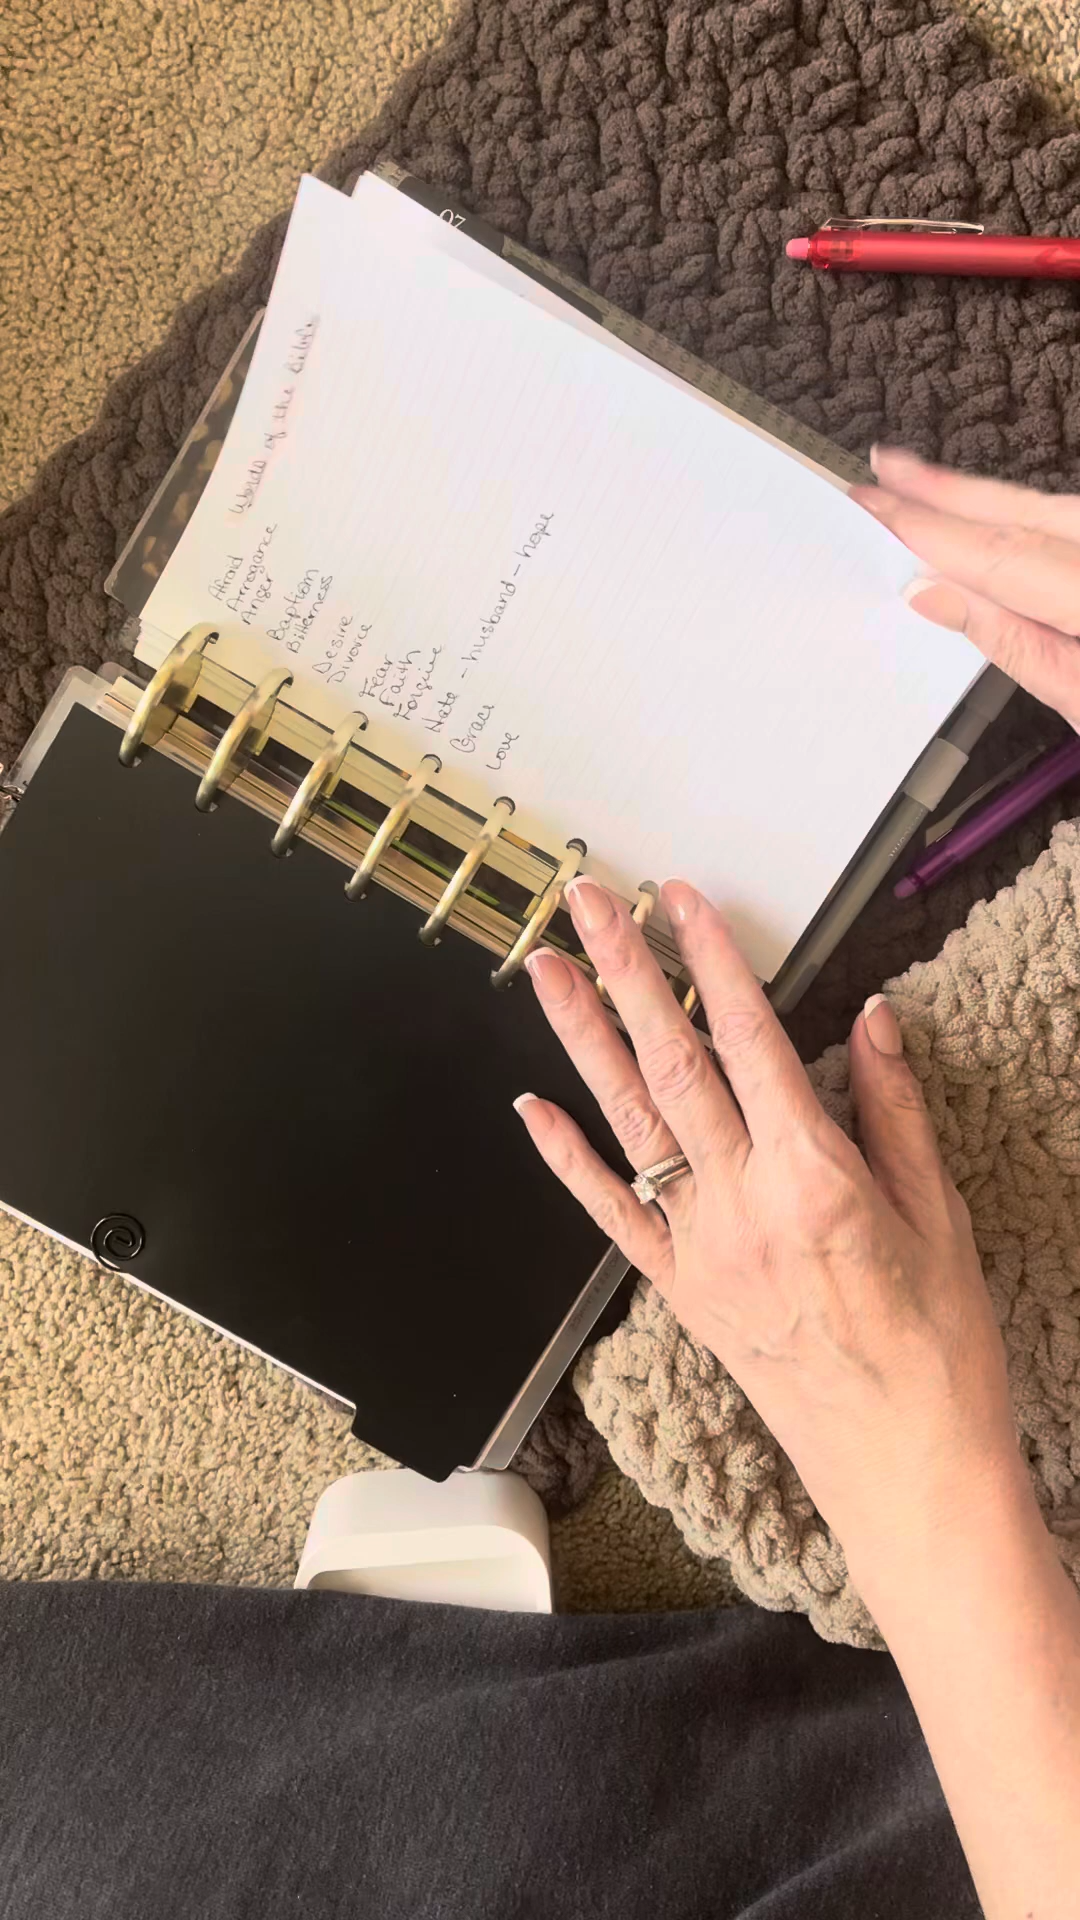 07
Words of the Bible
Afraid
Arrogance
Anger
Baptism
Bitterness
Desire
Divorce
Fear
Faith
Forgive
Hate - husband - hope
Grace
Love